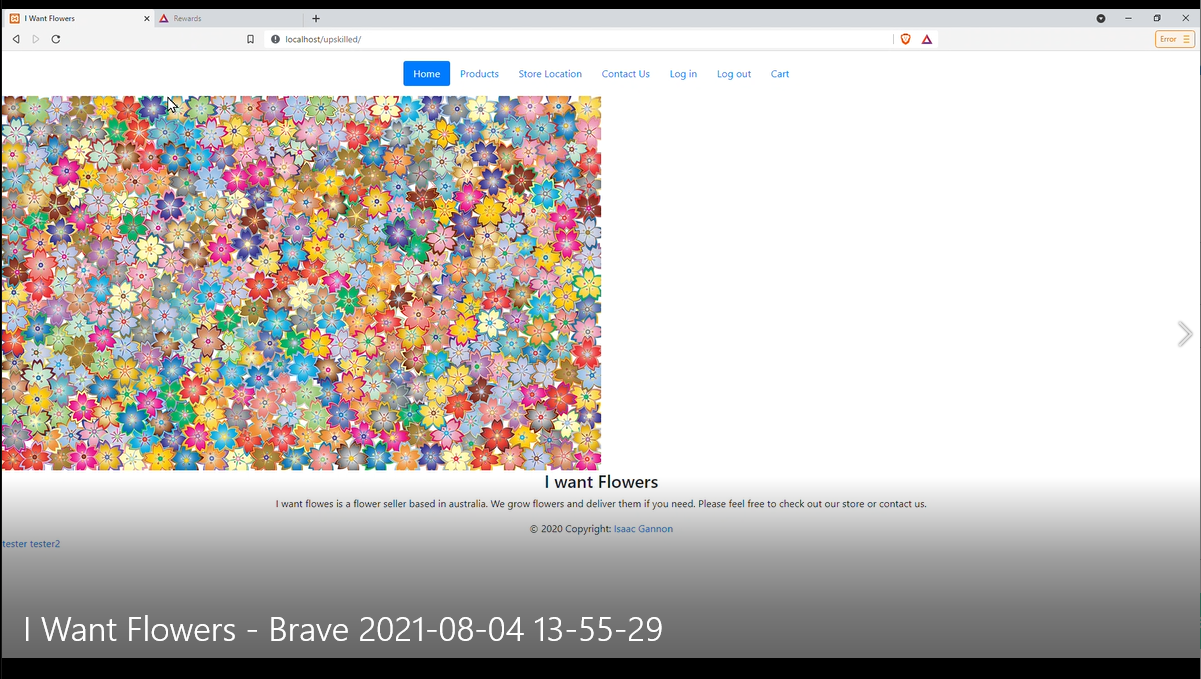 I Want Flowers
Rewards
localhost/upskilled/
Error
Home Products Store Location Contact Us Log in Log out Cart
I want Flowers
I want flowes is a flower seller based in australia. We grow flowers and deliver them if you need. Please feel free to check out our store or contact us.
© 2020 Copyright: Isaac Gannon
tester tester2
I Want Flowers - Brave 2021-08-04 13-55-29